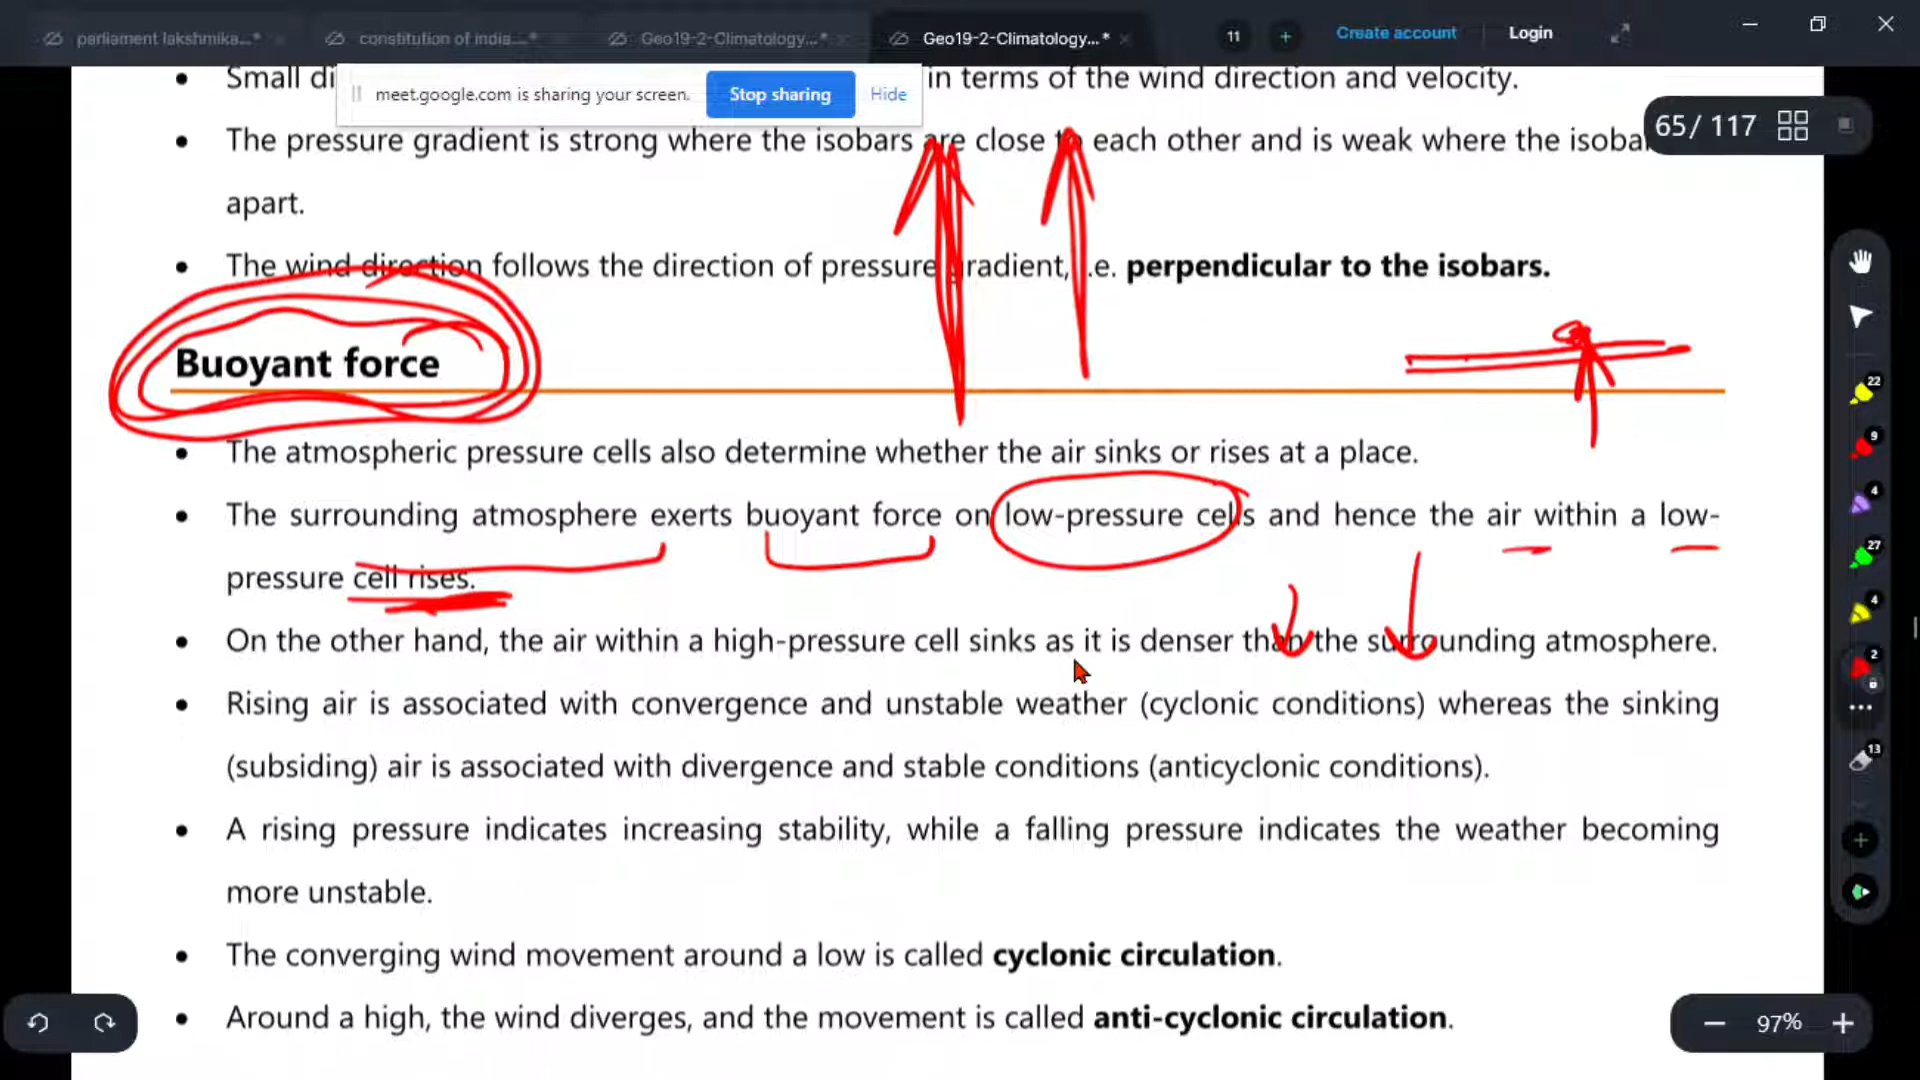 parliament lakshmika...*
constitution of india....*
Geo19-2-Climatology...*
Geo19-2-Climatology...*
11
Create account
Login
Small di
in terms of the wind direction and velocity.
meet.google.com is sharing your screen.
Stop sharing
Hide
65/ 117
The pressure gradient is strong where the isobars are close to each other and is weak where the isoba
apart.
The wind direction follows the direction of pressure gradient, i.e. perpendicular to the isobars.
Buoyant force
The atmospheric pressure cells also determine whether the air sinks or rises at a place.
The surrounding atmosphere exerts buoyant force on low-pressure cells and hence the air within a low-
pressure cell rises.
On the other hand, the air within a high-pressure cell sinks as it is denser than the surrounding atmosphere.
Rising air is associated with convergence and unstable weather (cyclonic conditions) whereas the sinking
(subsiding) air is associated with divergence and stable conditions (anticyclonic conditions).
A rising pressure indicates increasing stability, while a falling pressure indicates the weather becoming
more unstable.
The converging wind movement around a low is called cyclonic circulation.
Around a high, the wind diverges, and the movement is called anti-cyclonic circulation.
22
9
4
27
4
2
13
97%